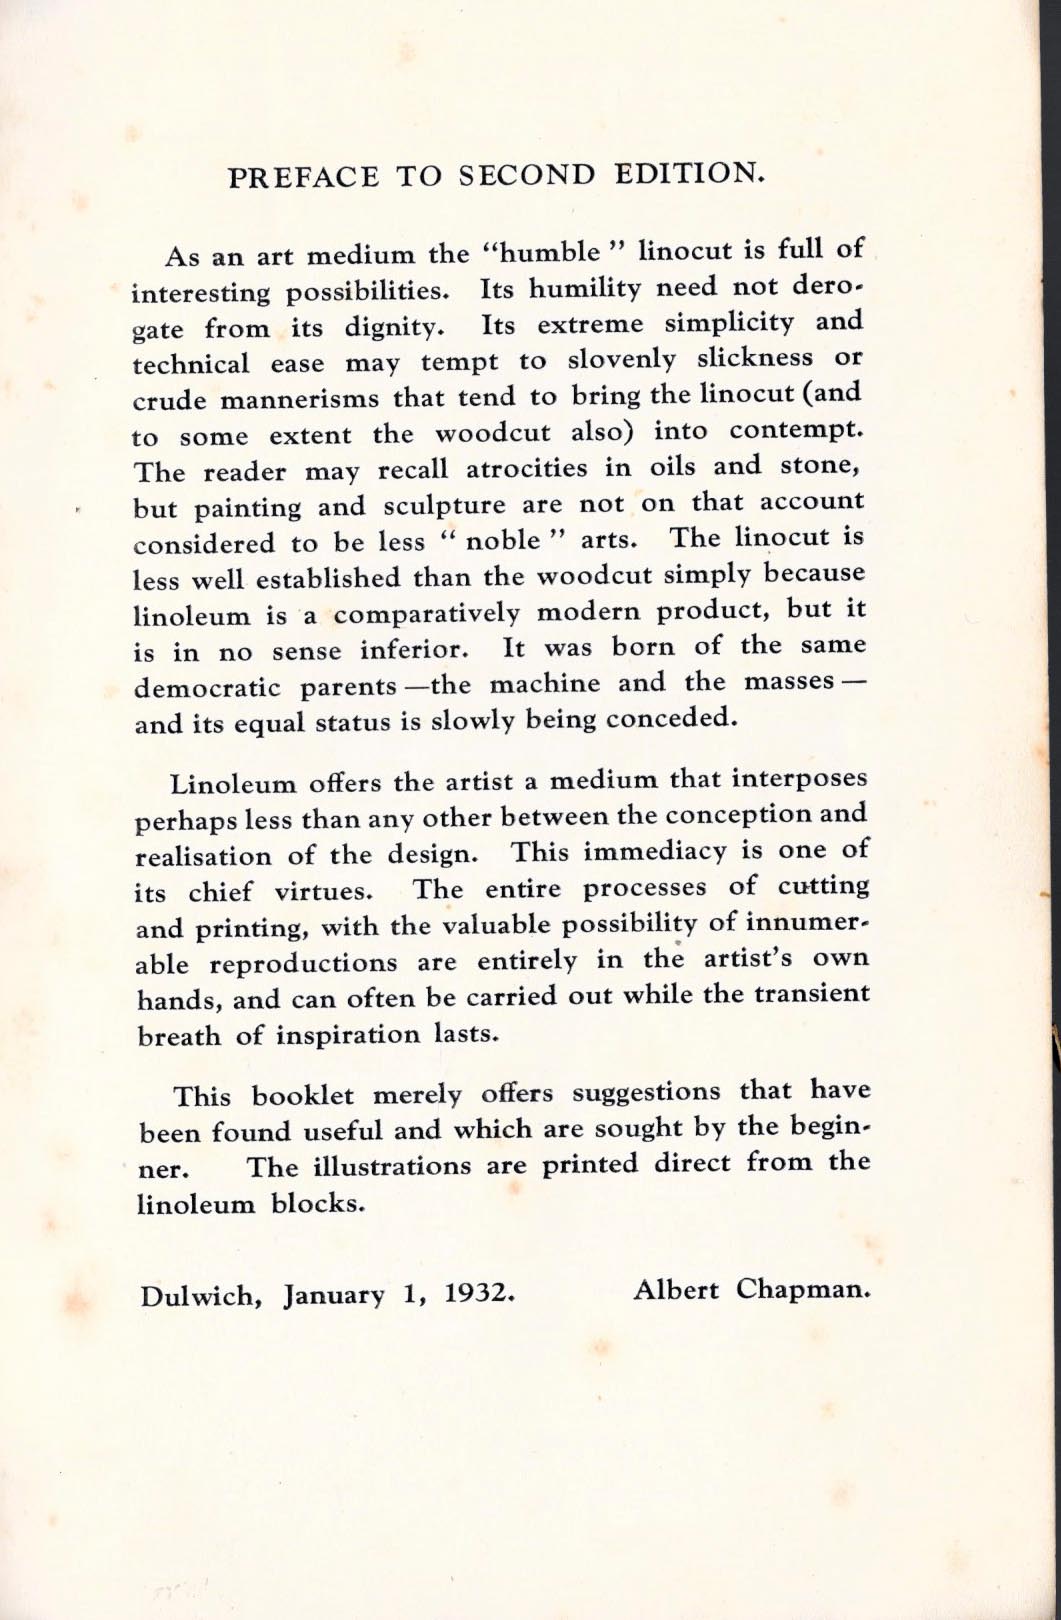 PREFACE TO SECOND EDITION.
As an art medium the “humble ” linocut is full of
interesting possibilities. Its humility need not dero-
gate from its dignity. Its extreme simplicity and
technical ease may tempt to slovenly slickness or
crude mannerisms that tend to bring the linocut (and
to some extent the woodcut also) into contempt.
The reader may recall atrocities in oils and stone,
but painting and sculpture are not on that account
considered to be less “ noble ” arts. The linocut is
less well established than the woodcut simply because
linoleum is a comparatively modern product, but it
is in no sense inferior. It was born of the same
democratic parents —the machine and the masses —
and its equal status is slowly being conceded.
Linoleum offers the artist a medium that interposes
perhaps less than any other between the conception and
realisation of the design. This immediacy is one of
its chief virtues. The entire processes of cutting
and printing, with the valuable possibility of innumer-
able reproductions are entirely in the artist’s own
hands, and can often be carried out while the transient
breath of inspiration lasts.
This booklet merely offers suggestions that have
been found useful and which are sought by the begin-
ner. The illustrations are printed direct from the
linoleum blocks.
Dulwich, January 1, 1932. Albert Chapman.